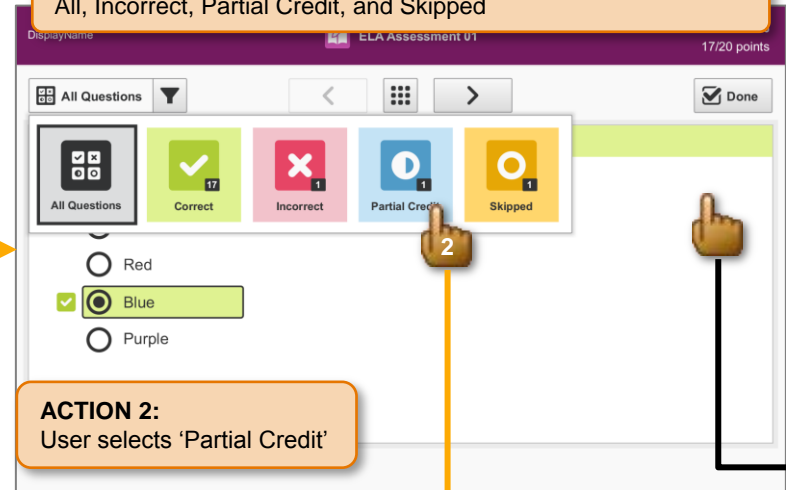 All, Incorrect, Partial Credit, and Skipped
DisplayName
ELA Assessment 01
17/20 points
All Questions
Done
17
1
1
1
All Questions
Correct
Incorrect
Partial Credit
Skipped
2
Red
Blue
Purple
ACTION 2:
User selects ‘Partial Credit’